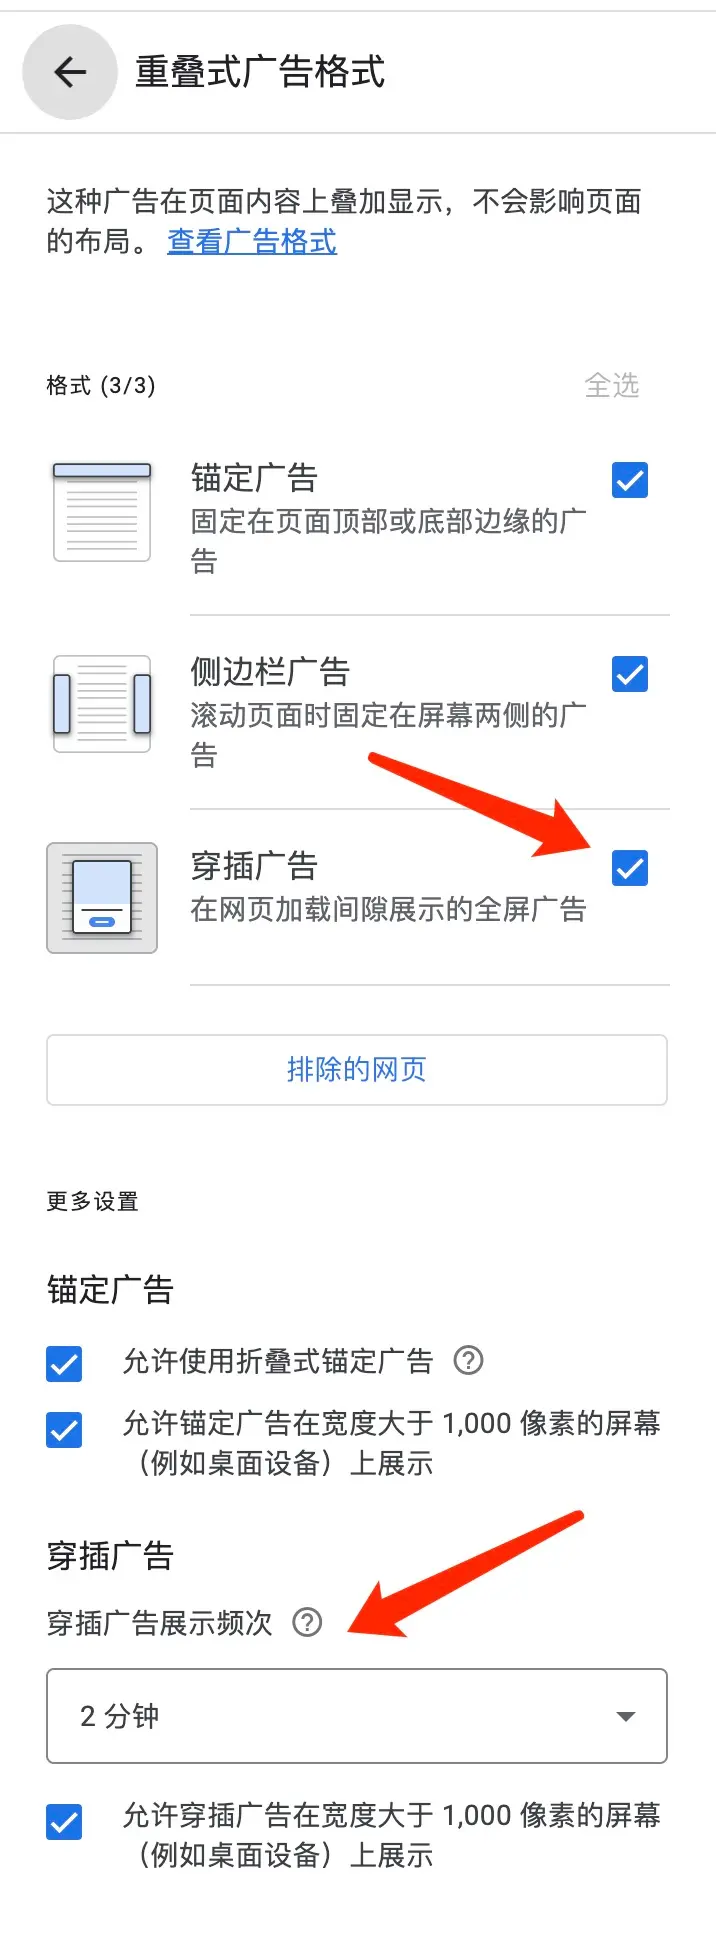 重叠式广告格式
这种广告在页面内容上叠加显示，不会影响页面
的布局。 查看广告格式
格式 (3/3)
全选
锚定广告
固定在页面顶部或底部边缘的广
告
侧边栏广告
滚动页面时固定在屏幕两侧的广
告
穿插广告
在网页加载间隙展示的全屏广告
排除的网页
更多设置
锚定广告
允许使用折叠式锚定广告
允许锚定广告在宽度大于 1,000 像素的屏幕
（例如桌面设备）上展示
穿插广告
穿插广告展示频次
2 分钟
允许穿插广告在宽度大于 1,000 像素的屏幕
（例如桌面设备）上展示